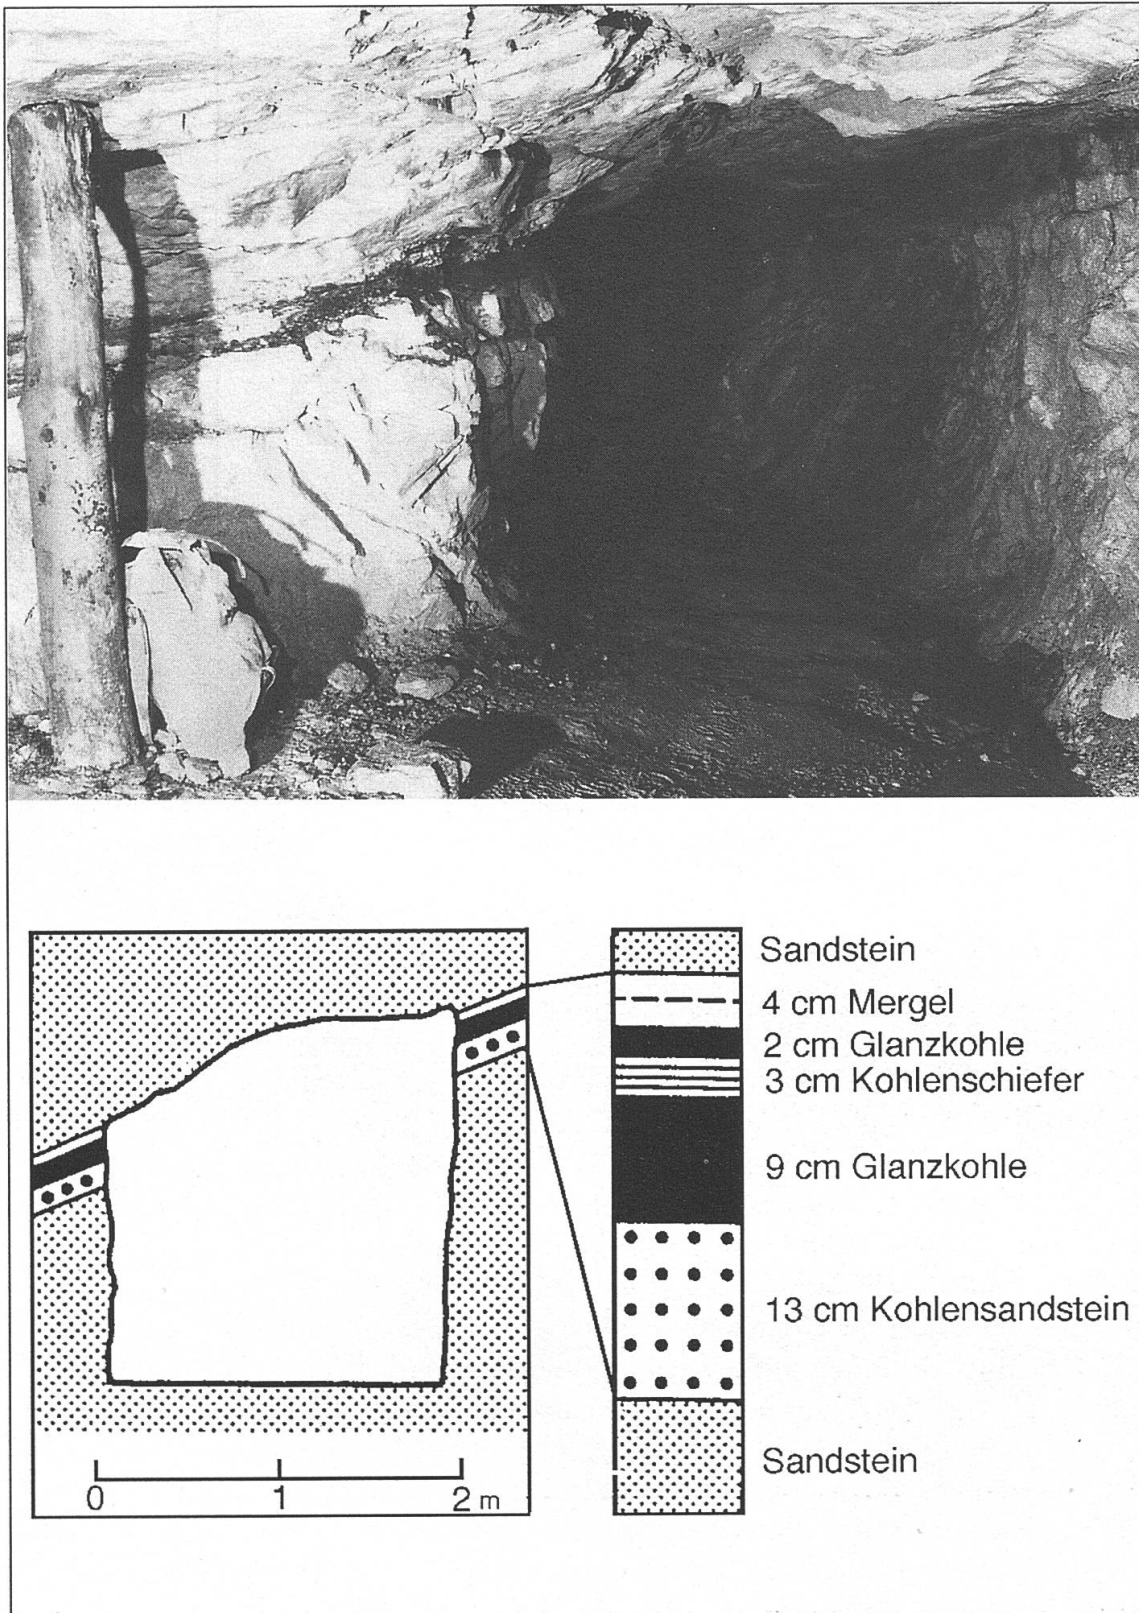 Sandstein
4 cm Mergel
2 cm Glanzkohle
3 cm Kohlenschiefer
9 cm Glanzkohle
13 cm Kohlensandstein
Sandstein
0 1 2 m